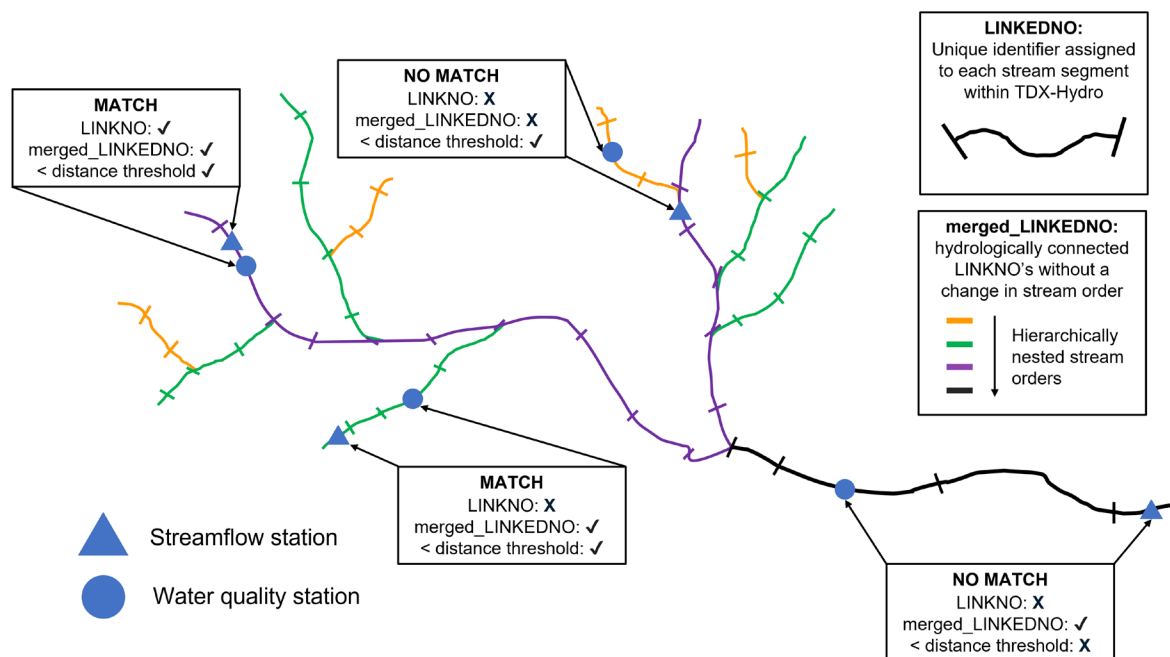 MATCH
LINKNO: ✓
merged_LINKEDNO: ✓
< distance threshold ✓
NO MATCH
LINKNO: X
merged_LINKEDNO: X
< distance threshold: ✓
LINKEDNO:
Unique identifier assigned
to each stream segment
within TDX-Hydro
merged_LINKEDNO:
hydrologically connected
LINKNO's without a
change in stream order
Hierarchically
nested stream
orders
MATCH
LINKNO: X
merged_LINKEDNO: ✓
< distance threshold: ✓
Streamflow station
Water quality station
NO MATCH
LINKNO: X
merged_LINKEDNO: ✓
< distance threshold: X